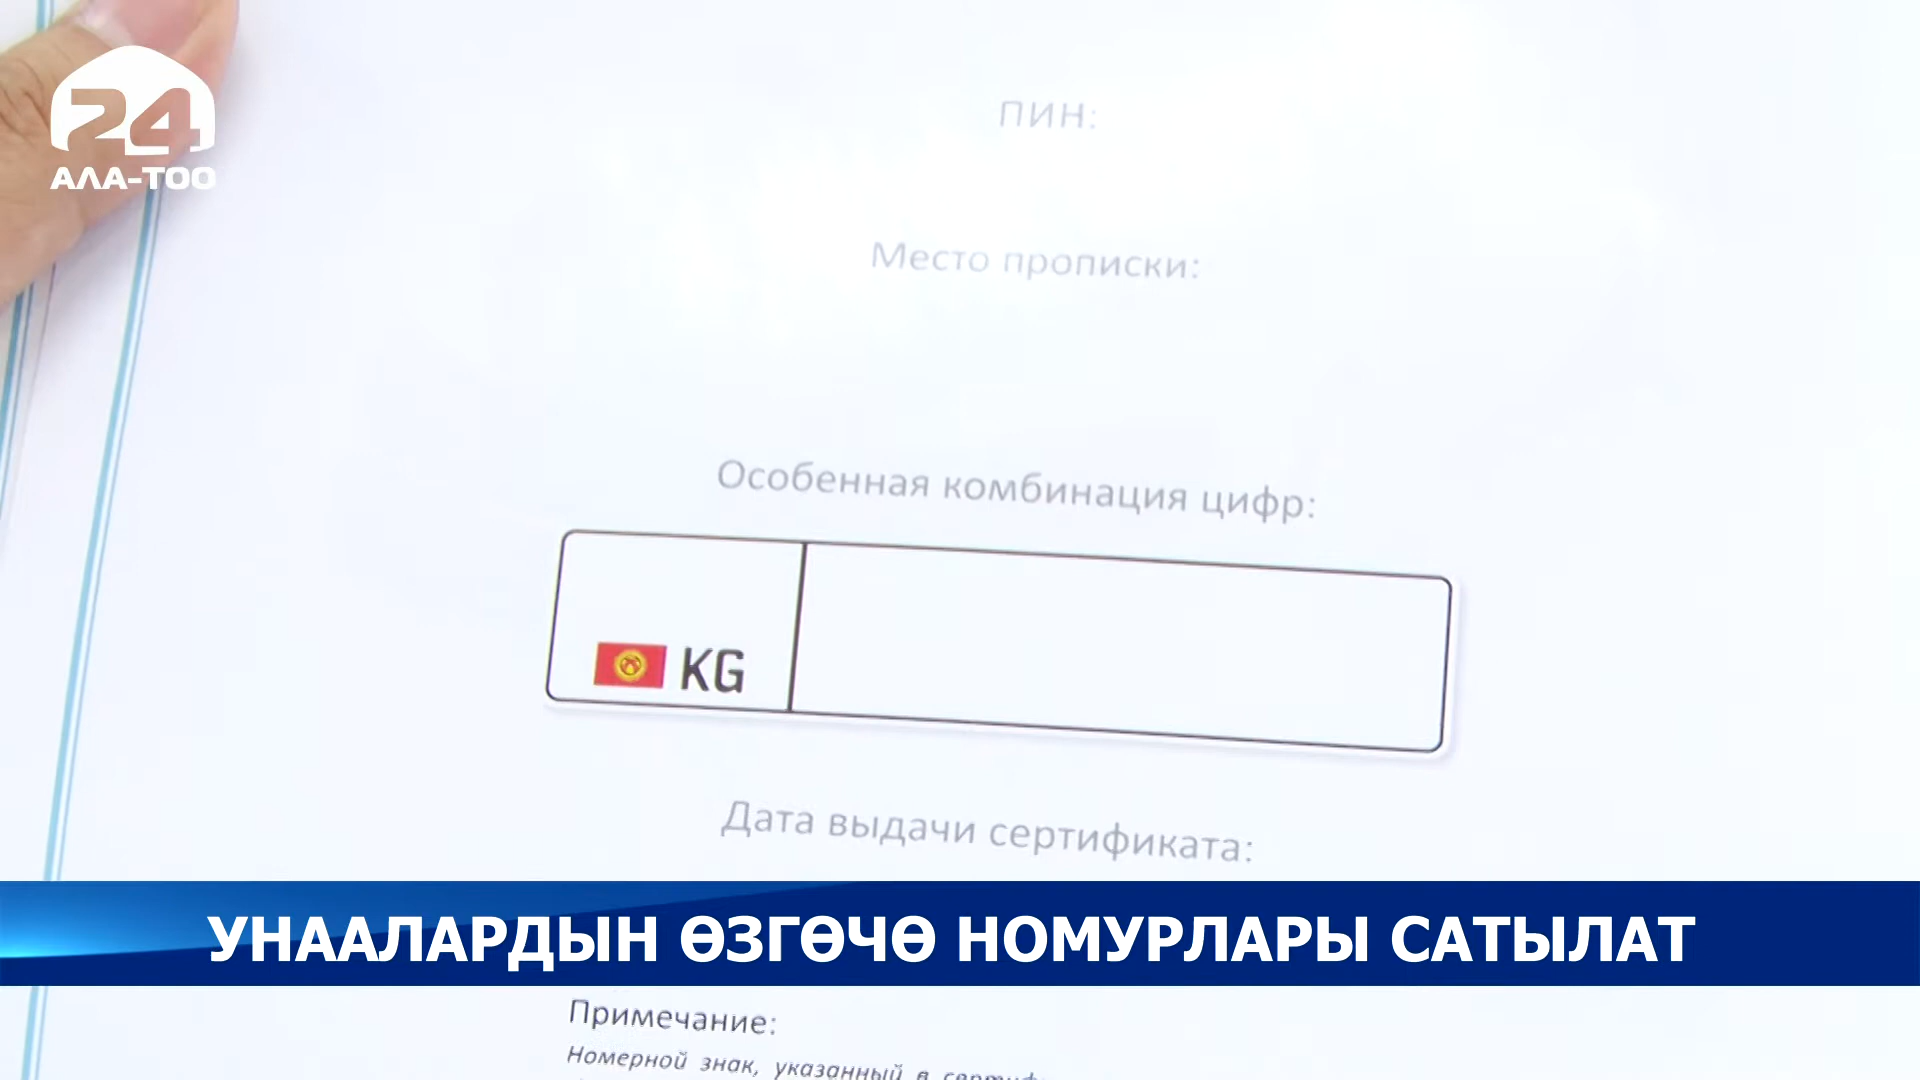 24
АЛА-ТОО
ПИН:
Место прописки:
Особенная комбинация цифр:
KG
Дата выдачи сертификата:
УНААЛАРДЫН ӨЗГӨЧӨ НОМУРЛАРЫ САТЫЛАТ
Примечание:
Номерной знак, указанный в